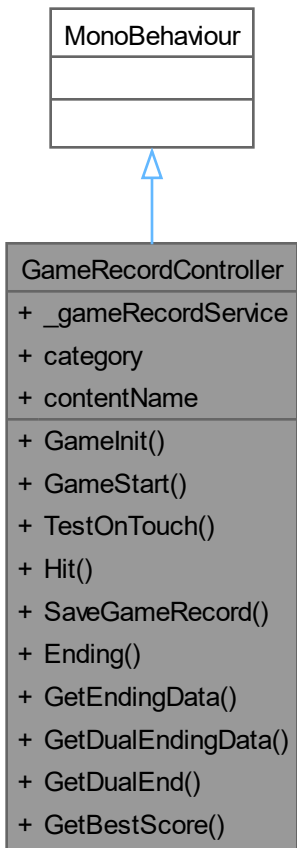 MonoBehaviour
GameRecordController
+ _gameRecordService
+ category
+ contentName
+ GameInit()
+ GameStart()
+ TestOnTouch()
+ Hit()
+ SaveGameRecord()
+ Ending()
+ GetEndingData()
+ GetDualEndingData()
+ GetDualEnd()
+ GetBestScore()